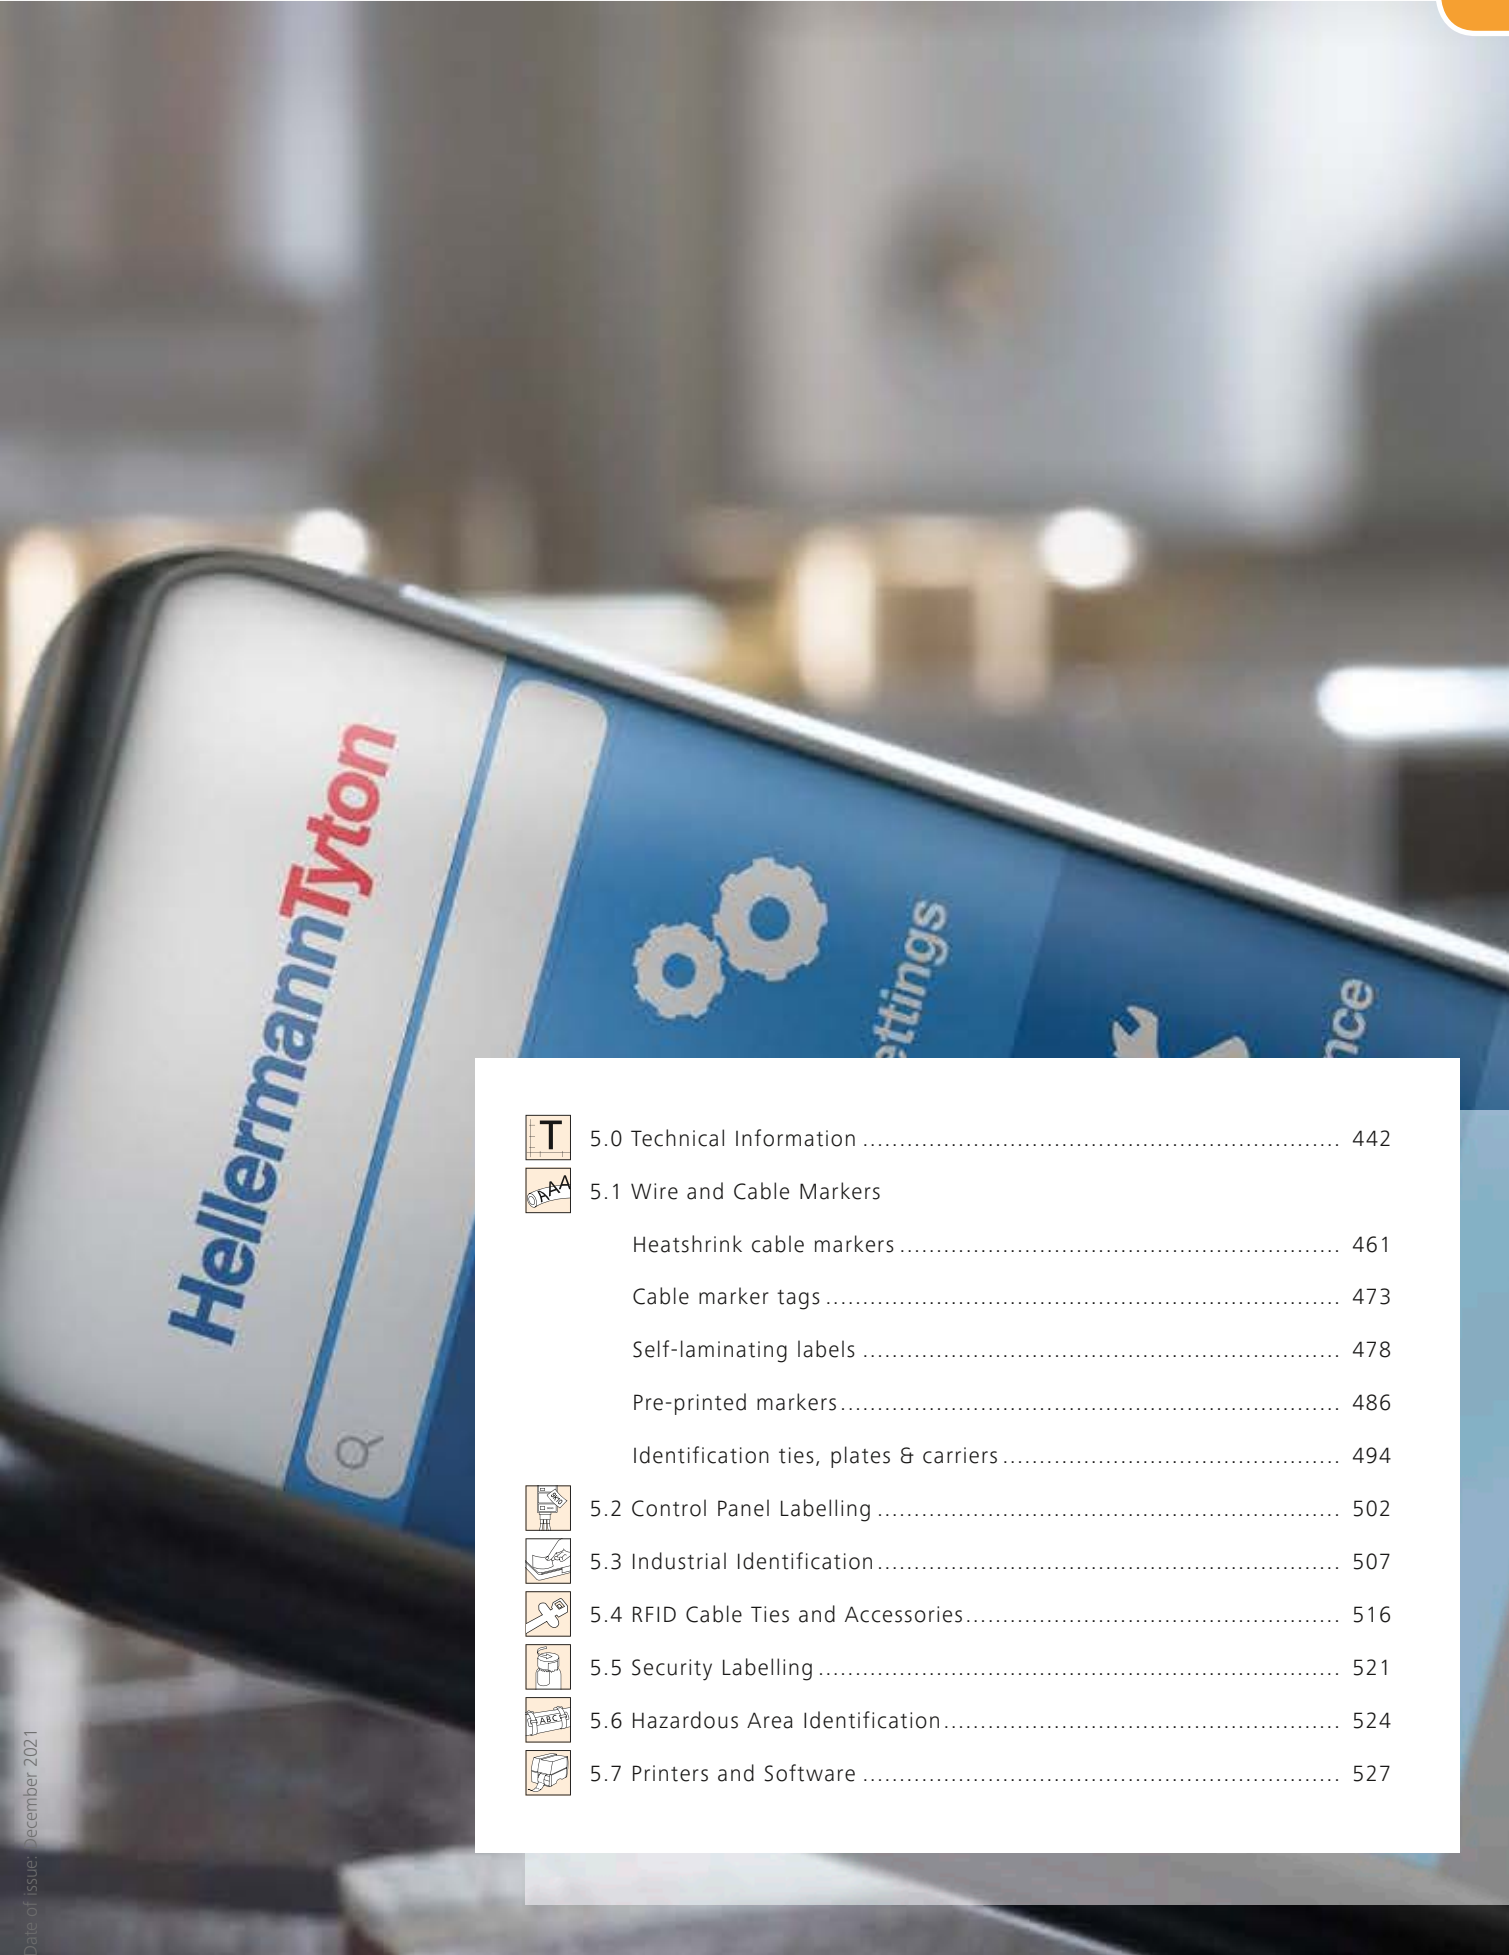 HellermannTyton
ettings
nce
T
5.0 Technical Information ................................................................. 442
AAA
5.1 Wire and Cable Markers
Heatshrink cable markers ............................................................ 461
Cable marker tags ...................................................................... 473
Self-laminating labels ................................................................. 478
Pre-printed markers .................................................................... 486
Identification ties, plates & carriers .............................................. 494
5.2 Control Panel Labelling ............................................................... 502
5.3 Industrial Identification ............................................................... 507
5.4 RFID Cable Ties and Accessories ................................................... 516
5.5 Security Labelling ....................................................................... 521
ABC
5.6 Hazardous Area Identification ...................................................... 524
5.7 Printers and Software ................................................................. 527
Date of issue: December 2021